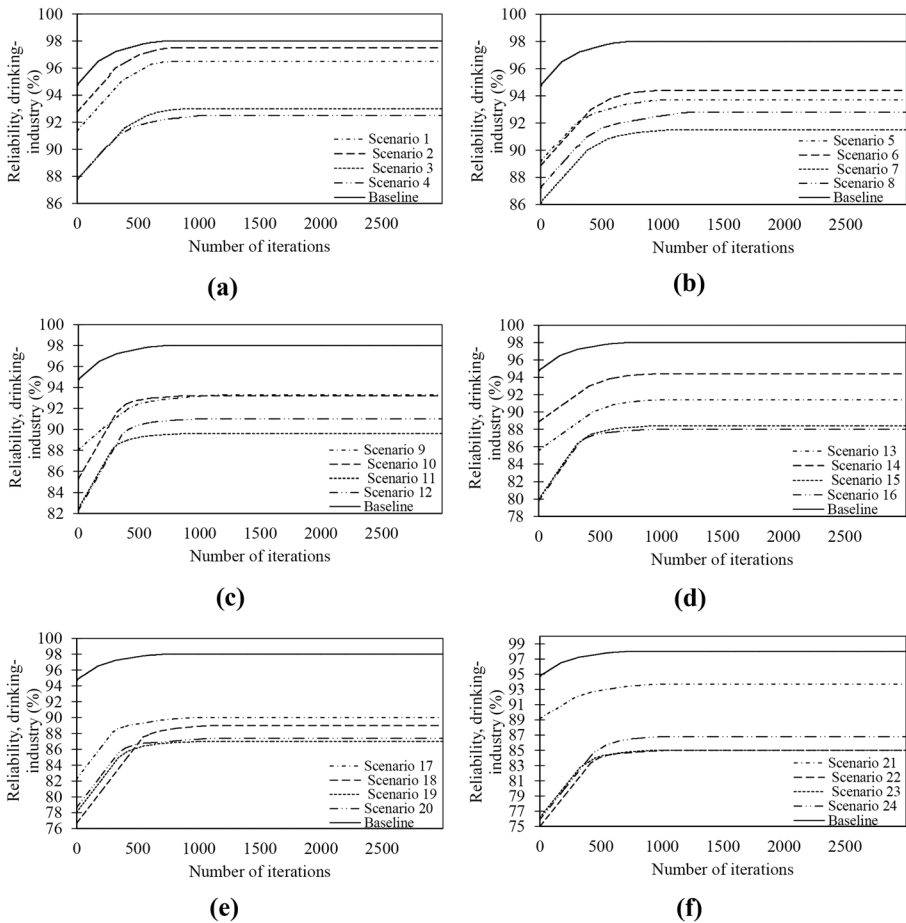 Reliability, drinking-
industry (%)
100
98
96
94
92
90
88
86
0 500 1000 1500 2000 2500
Number of iterations
Scenario 1
Scenario 2
Scenario 3
Scenario 4
Baseline
(a)
Reliability, drinking-
industry (%)
100
98
96
94
92
90
88
86
0 500 1000 1500 2000 2500
Number of iterations
Scenario 5
Scenario 6
Scenario 7
Scenario 8
Baseline
(b)
Reliability, drinking-
industry (%)
100
98
96
94
92
90
88
86
84
82
0 500 1000 1500 2000 2500
Number of iterations
Scenario 9
Scenario 10
Scenario 11
Scenario 12
Baseline
(c)
Reliability, drinking-
industry (%)
100
98
96
94
92
90
88
86
84
82
80
78
0 500 1000 1500 2000 2500
Number of iterations
Scenario 13
Scenario 14
Scenario 15
Scenario 16
Baseline
(d)
Reliability, drinking-
industry (%)
100
98
96
94
92
90
88
86
84
82
80
78
76
0 500 1000 1500 2000 2500
Number of iterations
Scenario 17
Scenario 18
Scenario 19
Scenario 20
Baseline
(e)
Reliability, drinking-
industry (%)
99
97
95
93
91
89
87
85
83
81
79
77
75
0 500 1000 1500 2000 2500
Number of iterations
Scenario 21
Scenario 22
Scenario 23
Scenario 24
Baseline
(f)